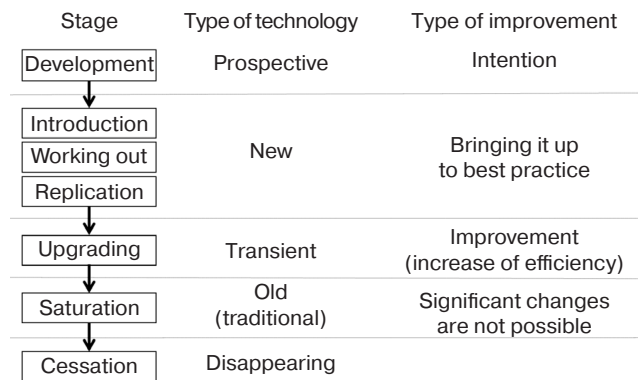 Stage Type of technology Type of improvement
Development Prospective Intention
Introduction
Working out New Bringing it up
to best practice
Replication
Upgrading Transient Improvement
(increase of efficiency)
Saturation Old
(traditional) Significant changes
are not possible
Cessation Disappearing